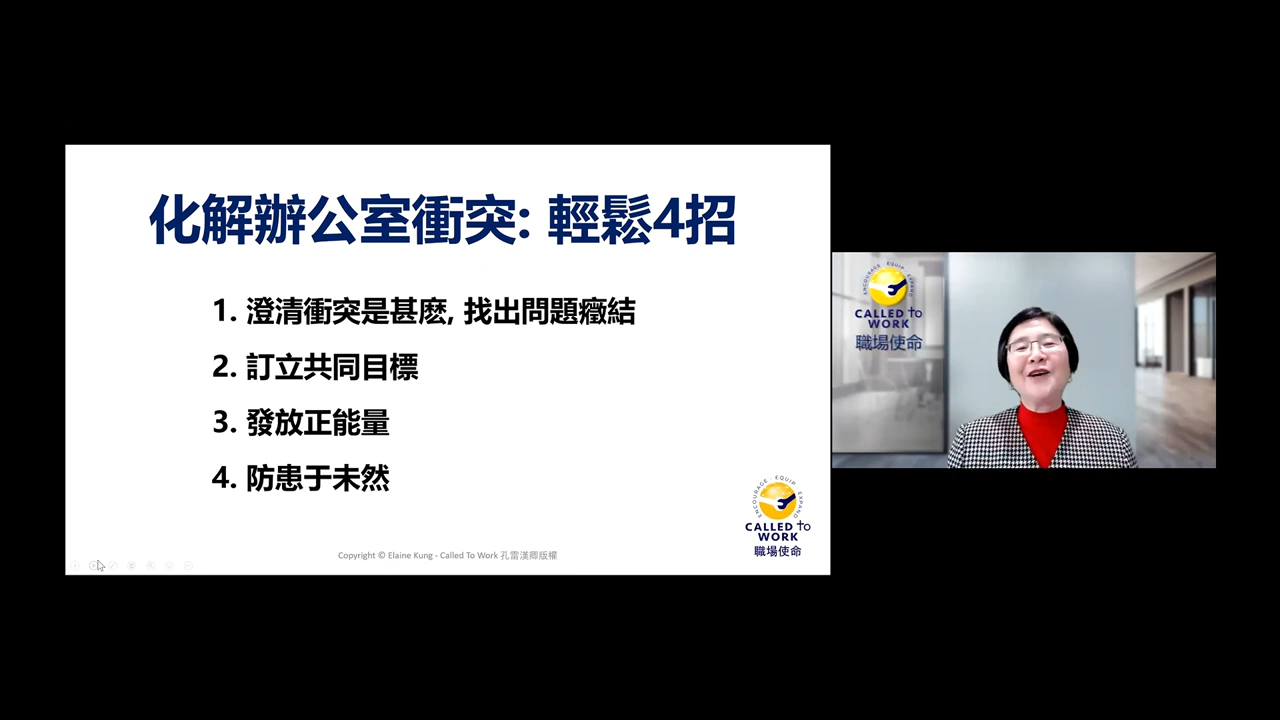 化解辦公室衝突: 輕鬆4招
1. 澄清衝突是甚麽, 找出問題癥結
2. 訂立共同目標
3. 發放正能量
4. 防患于未然
ENCOURAGE · EQUIP · EXPAND
CALLED to
WORK
職場使命
Copyright © Elaine Kung - Called To Work 孔雷漢卿版權
ENCOURAGE · EQUIP · EXPAND
CALLED to
WORK
職場使命